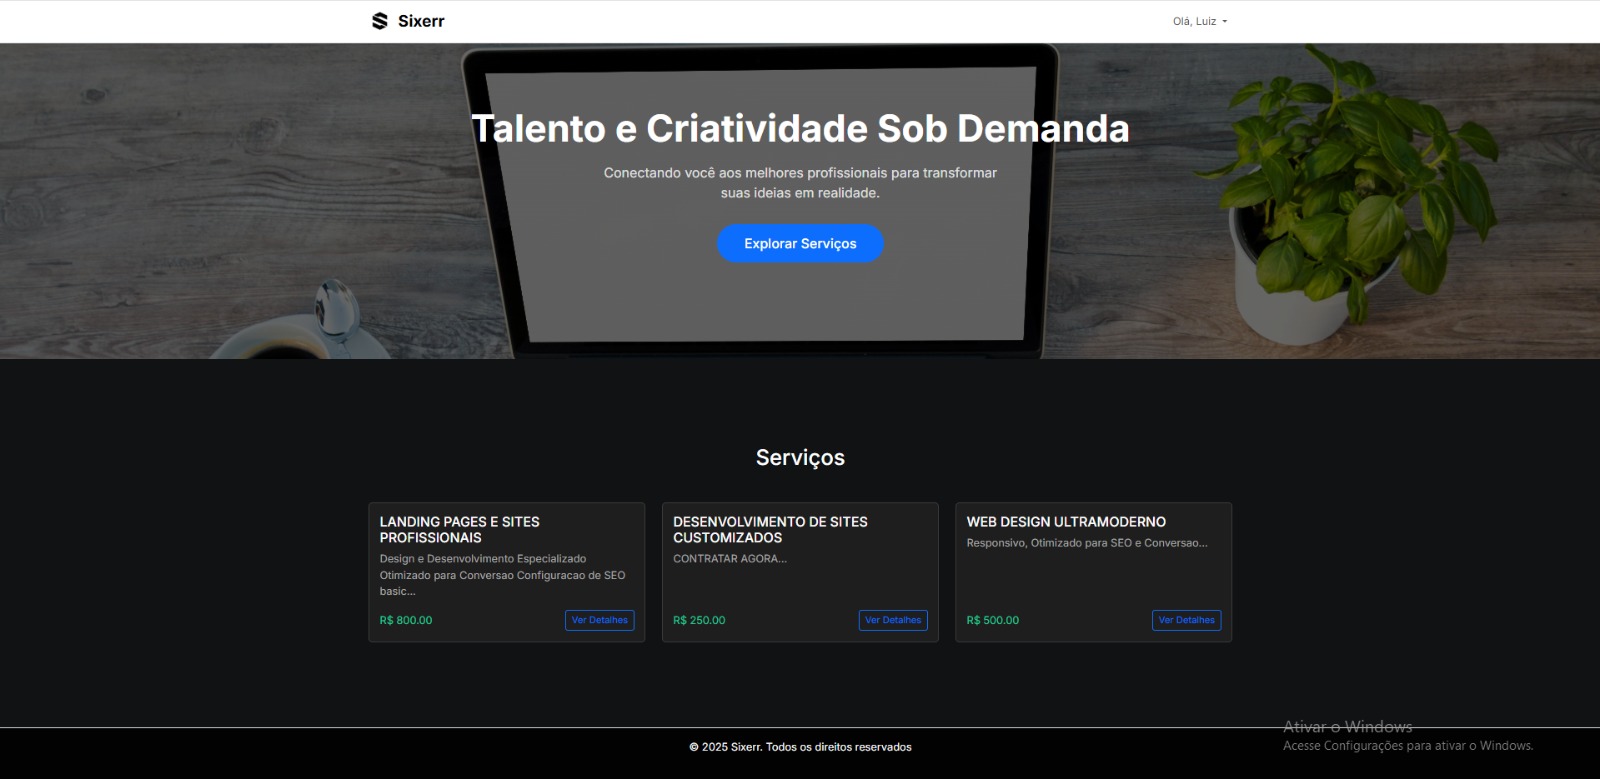 Sixerr
Olá, Luiz
Talento e Criatividade Sob Demanda
Conectando você aos melhores profissionais para transformar
suas ideias em realidade.
Explorar Serviços
Serviços
LANDING PAGES E SITES
PROFISSIONAIS
Design e Desenvolvimento Especializado
Otimizado para Conversao Configuracao de SEO
basic...
R$ 800.00
Ver Detalhes
DESENVOLVIMENTO DE SITES
CUSTOMIZADOS
CONTRATAR AGORA...
R$ 250.00
Ver Detalhes
WEB DESIGN ULTRAMODERNO
Responsivo, Otimizado para SEO e Conversao...
R$ 500.00
Ver Detalhes
© 2025 Sixerr. Todos os direitos reservados
Ativar o Windows
Acesse Configurações para ativar o Windows.